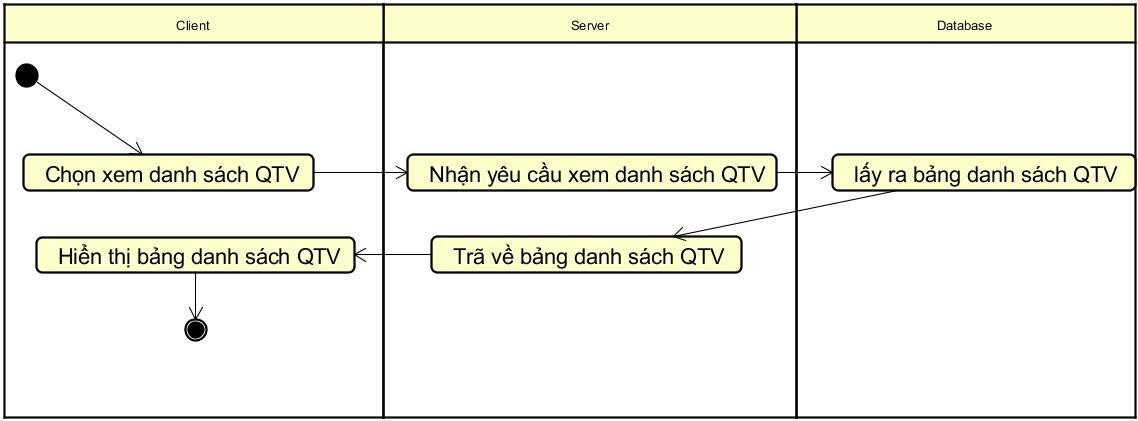 Client
Server
Database
Chọn xem danh sách QTV
Nhận yêu cầu xem danh sách QTV
lấy ra bảng danh sách QTV
Hiển thị bảng danh sách QTV
Trã về bảng danh sách QTV